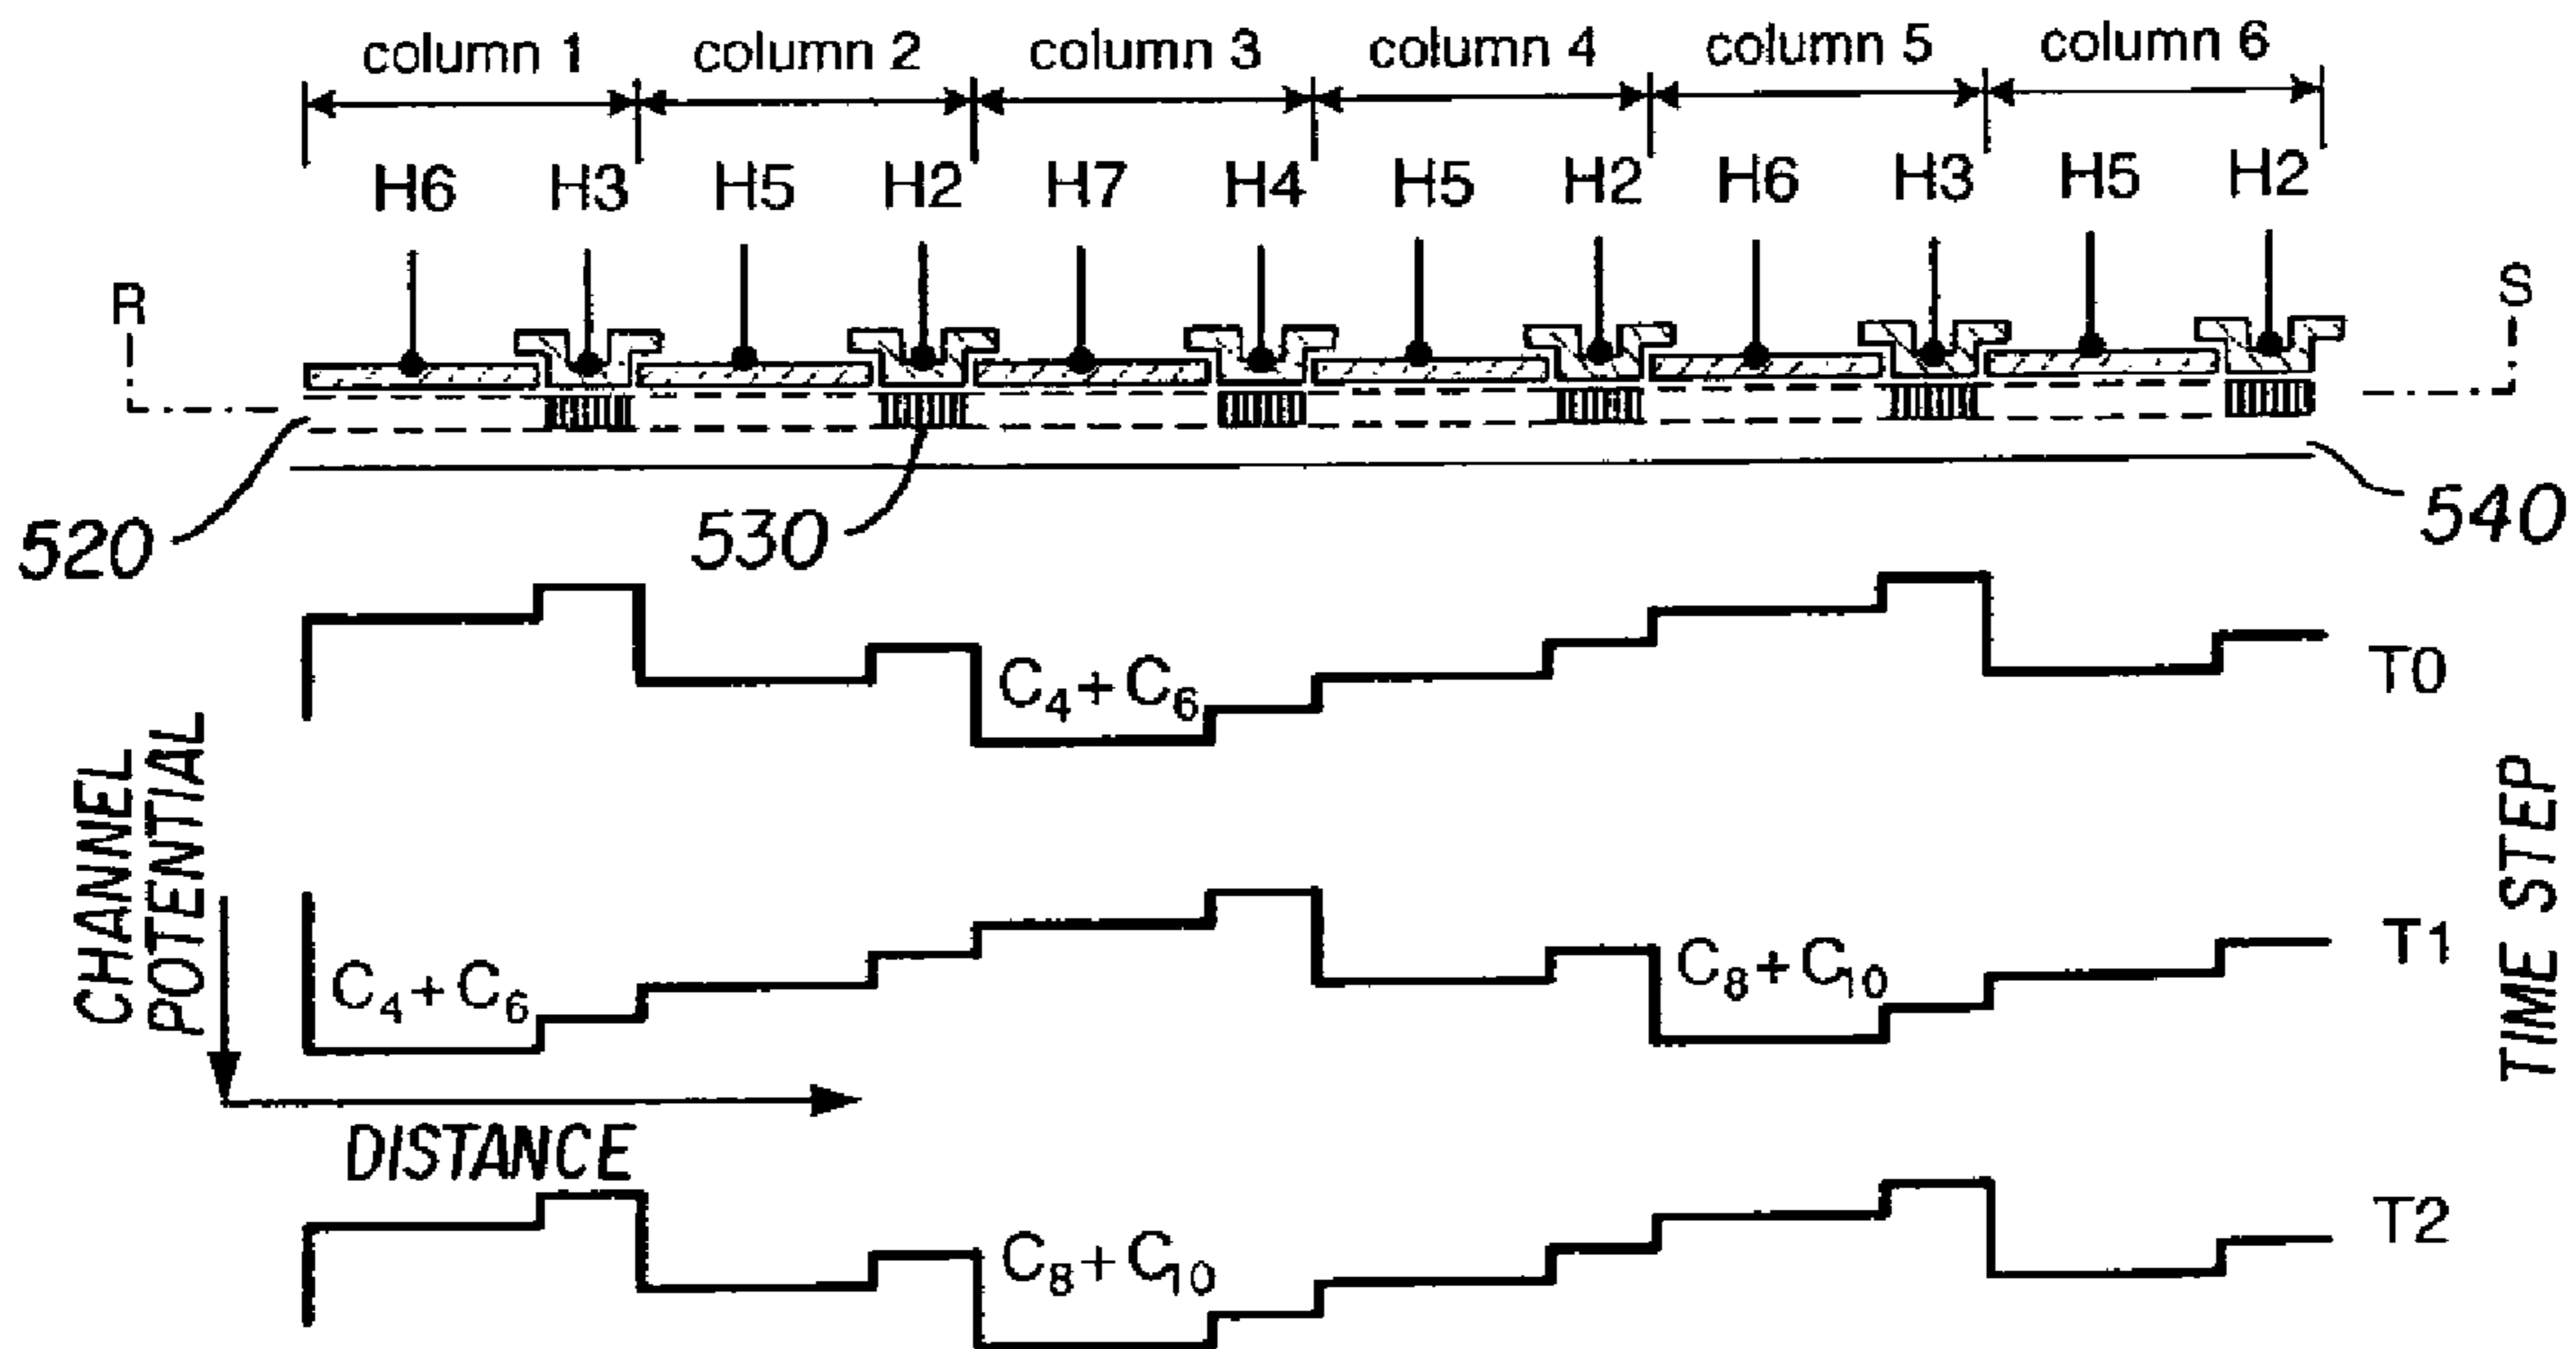 column 1 column 2 column 3 column 4 column 5 column 6
H6 H3 H5 H2 H7 H4 H5 H2 H6 H3 H5 H2
R S
520 530 540
C4+C6 T0
CHANNEL
POTENTIAL
TIME STEP
C4+C6 C8+C10 T1
DISTANCE
C8+C10 T2